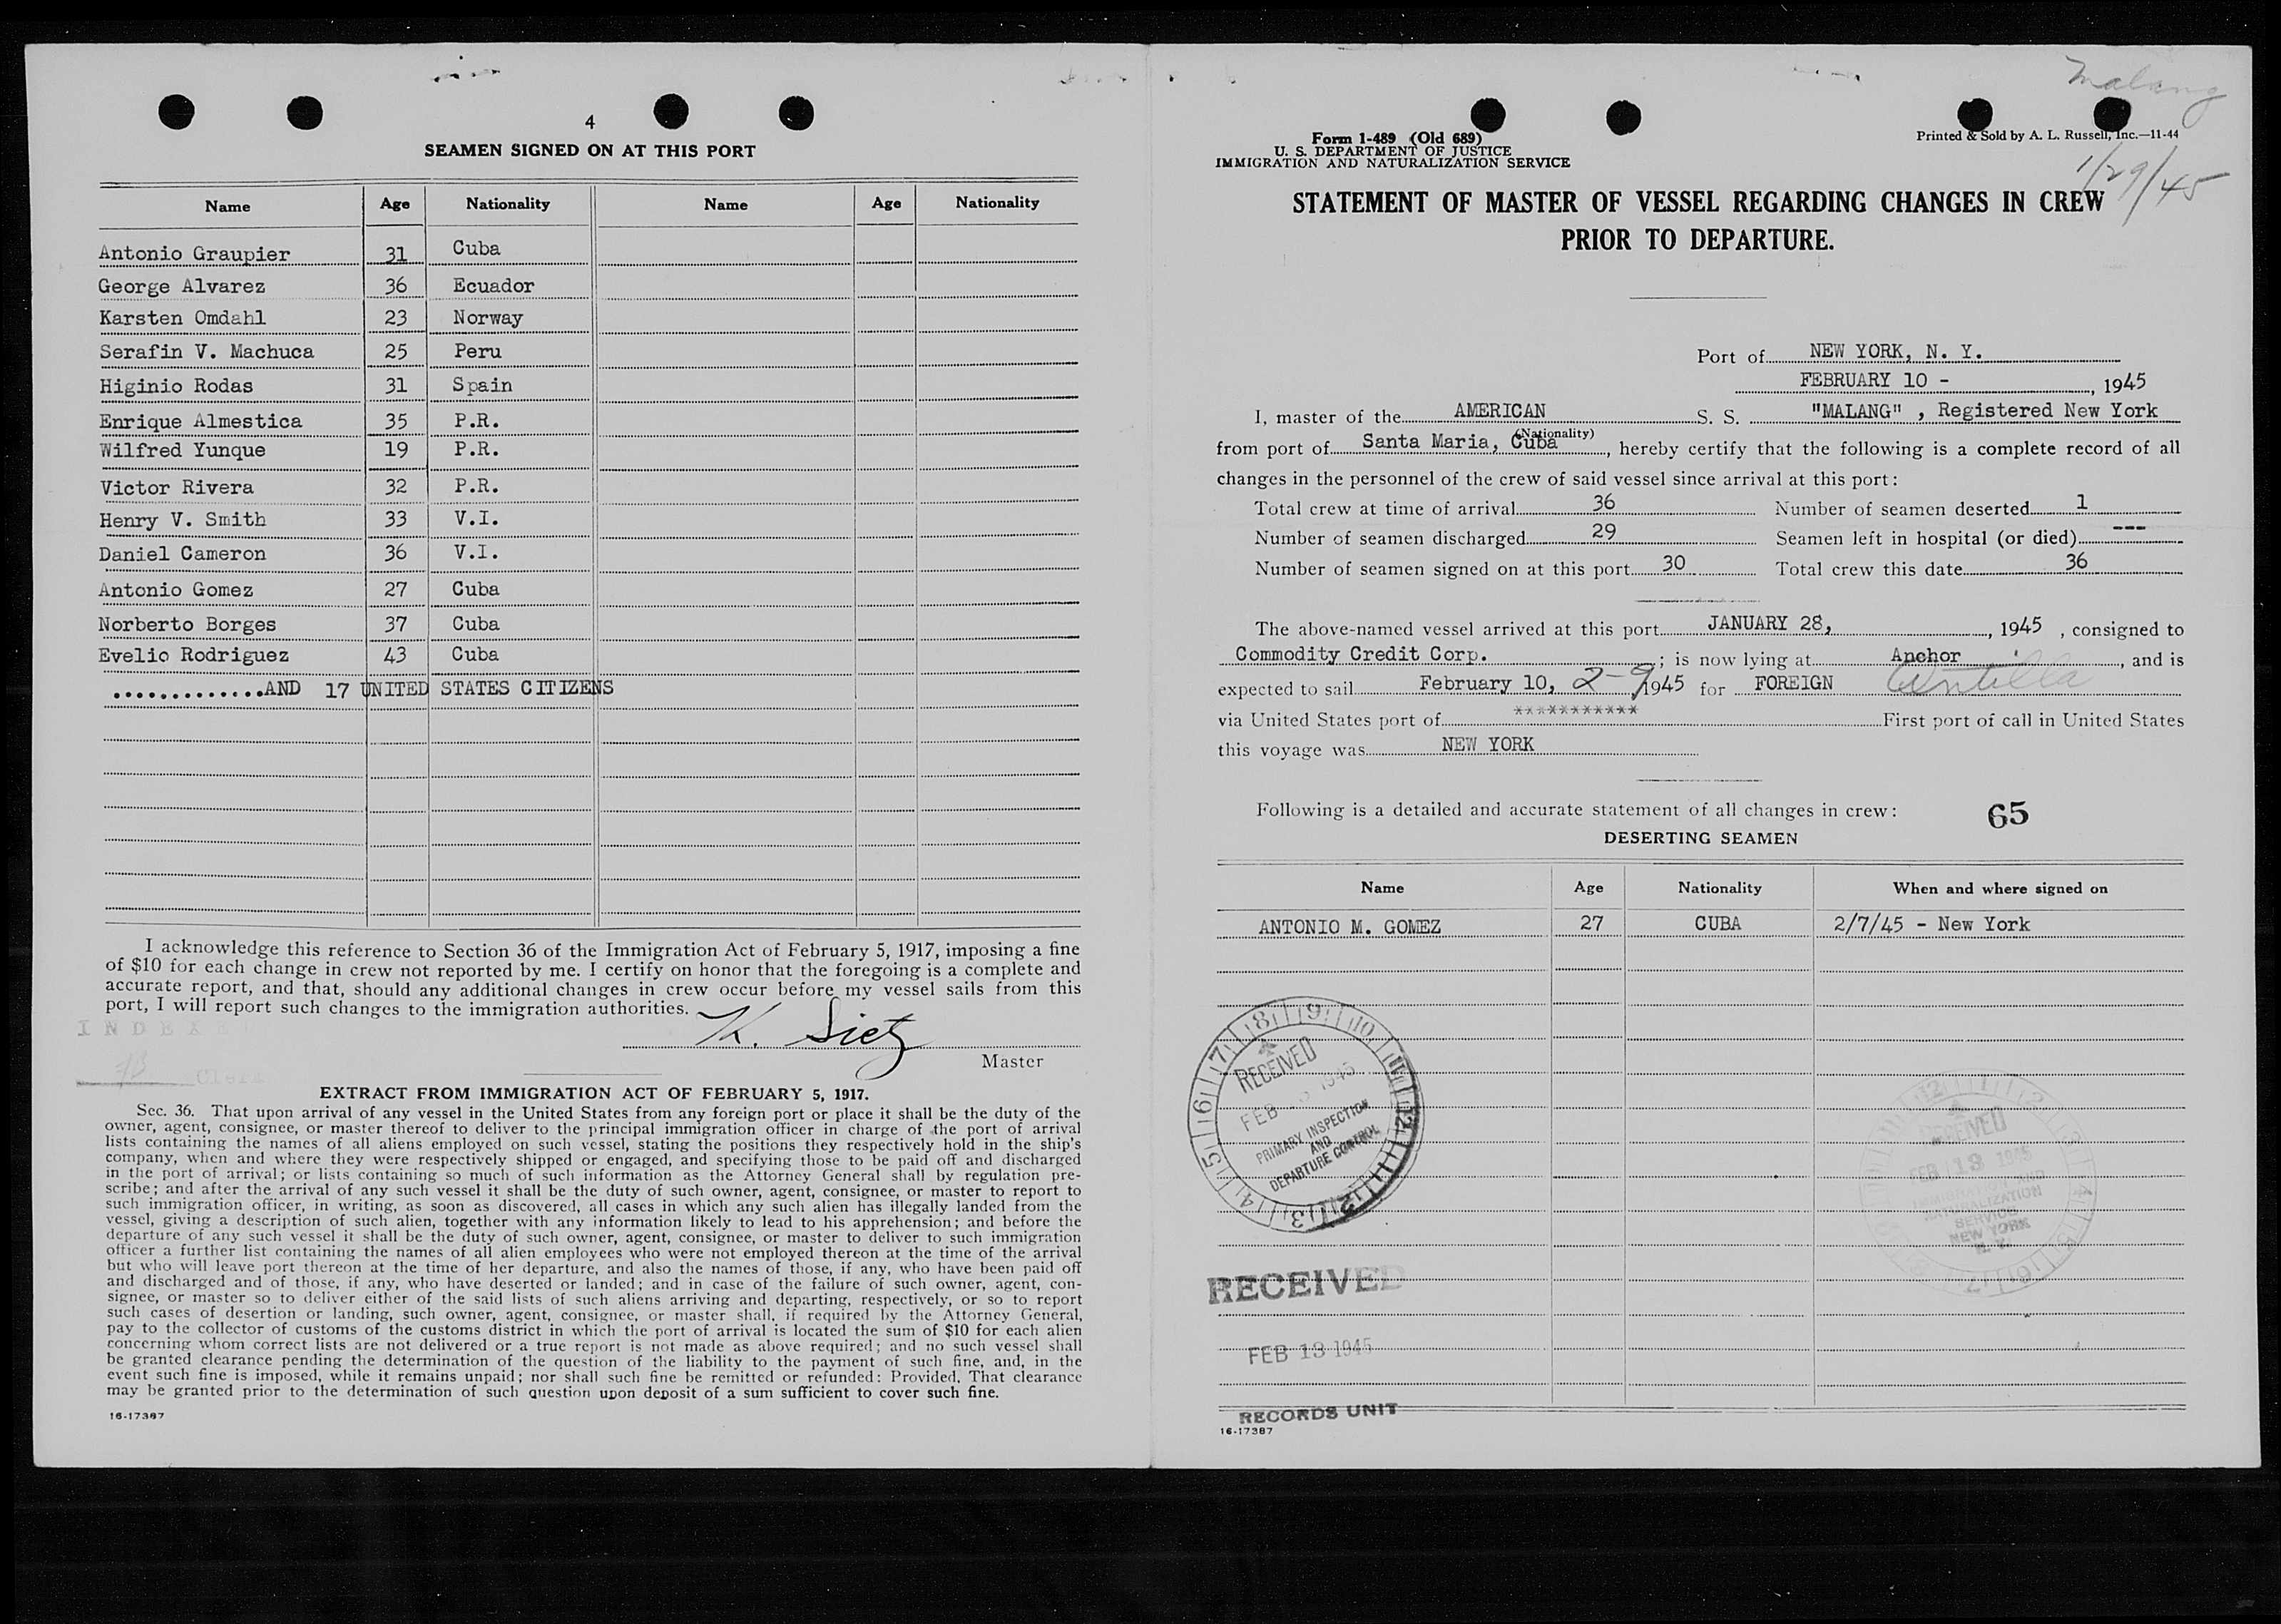 4
SEAMEN SIGNED ON AT THIS PORT
Name Age Nationality Name Age Nationality
Antonio Graupier 31 Cuba
George Alvarez 36 Ecuador
Karsten Omdahl 23 Norway
Serafin V. Machuca 25 Peru
Higinio Rodas 31 Spain
Enrique Almestica 35 P.R.
Wilfred Yunque 19 P.R.
Victor Rivera 32 P.R.
Henry V. Smith 33 V.I.
Daniel Cameron 36 V.I.
Antonio Gomez 27 Cuba
Norberto Borges 37 Cuba
Evelio Rodriguez 43 Cuba
.............AND 17 UNITED STATES CITIZENS
I acknowledge this reference to Section 36 of the Immigration Act of February 5, 1917, imposing a fine
of $10 for each change in crew not reported by me. I certify on honor that the foregoing is a complete and
accurate report, and that, should any additional changes in crew occur before my vessel sails from this
port, I will report such changes to the immigration authorities.
K. Sietz
Master
EXTRACT FROM IMMIGRATION ACT OF FEBRUARY 5, 1917.
Sec. 36. That upon arrival of any vessel in the United States from any foreign port or place it shall be the duty of the
owner, agent, consignee, or master thereof to deliver to the principal immigration officer in charge of the port of arrival
lists containing the names of all aliens employed on such vessel, stating the positions they respectively hold in the ship's
company, when and where they were respectively shipped or engaged, and specifying those to be paid off and discharged
in the port of arrival; or lists containing so much of such information as the Attorney General shall by regulation pre-
scribe; and after the arrival of any such vessel it shall be the duty of such owner, agent, consignee, or master to report to
such immigration officer, in writing, as soon as discovered, all cases in which any such alien has illegally landed from the
vessel, giving a description of such alien, together with any information likely to lead to his apprehension; and before the
departure of any such vessel it shall be the duty of such owner, agent, consignee, or master to deliver to such immigration
officer a further list containing the names of all alien employees who were not employed thereon at the time of the arrival
but who will leave port thereon at the time of her departure, and also the names of those, if any, who have been paid off
and discharged and of those, if any, who have deserted or landed; and in case of the failure of such owner, agent, con-
signee, or master so to deliver either of the said lists of such aliens arriving and departing, respectively, or so to report
such cases of desertion or landing, such owner, agent, consignee, or master shall, if required by the Attorney General,
pay to the collector of customs of the customs district in which the port of arrival is located the sum of $10 for each alien
concerning whom correct lists are not delivered or a true report is not made as above required; and no such vessel shall
be granted clearance pending the determination of the question of the liability to the payment of such fine, and, in the
event such fine is imposed, while it remains unpaid; nor shall such fine be remitted or refunded: Provided, That clearance
may be granted prior to the determination of such question upon deposit of a sum sufficient to cover such fine.
16-17387
Malang
1/29/45
Form 1-489 (Old 689)
U. S. DEPARTMENT OF JUSTICE
IMMIGRATION AND NATURALIZATION SERVICE
Printed & Sold by A. L. Russell, Inc.—11-44
STATEMENT OF MASTER OF VESSEL REGARDING CHANGES IN CREW
PRIOR TO DEPARTURE.
Port of NEW YORK, N. Y.
FEBRUARY 10 - , 1945
I, master of the AMERICAN S. S. "MALANG" , Registered New York
(Nationality)
from port of Santa Maria, Cuba, hereby certify that the following is a complete record of all
changes in the personnel of the crew of said vessel since arrival at this port:
Total crew at time of arrival 36 Number of seamen deserted 1
Number of seamen discharged 29 Seamen left in hospital (or died) ---
Number of seamen signed on at this port 30 Total crew this date 36
The above-named vessel arrived at this port JANUARY 28, , 1945 , consigned to
Commodity Credit Corp. ; is now lying at Anchor , and is
expected to sail February 10, 2-9 1945 for FOREIGN
via United States port of *********** First port of call in United States
this voyage was NEW YORK
Following is a detailed and accurate statement of all changes in crew: 65
DESERTING SEAMEN
Name Age Nationality When and where signed on
ANTONIO M. GOMEZ 27 CUBA 2/7/45 - New York
RECEIVED
FEB 1945
PRIMARY INSPECTION
AND
DEPARTURE CONTROL
RECEIVED
FEB 13 1945
IMMIGRATION AND
NATURALIZATION
SERVICE
NEW YORK
N. Y.
RECEIVED
FEB 13 1945
RECORDS UNIT
16-17387